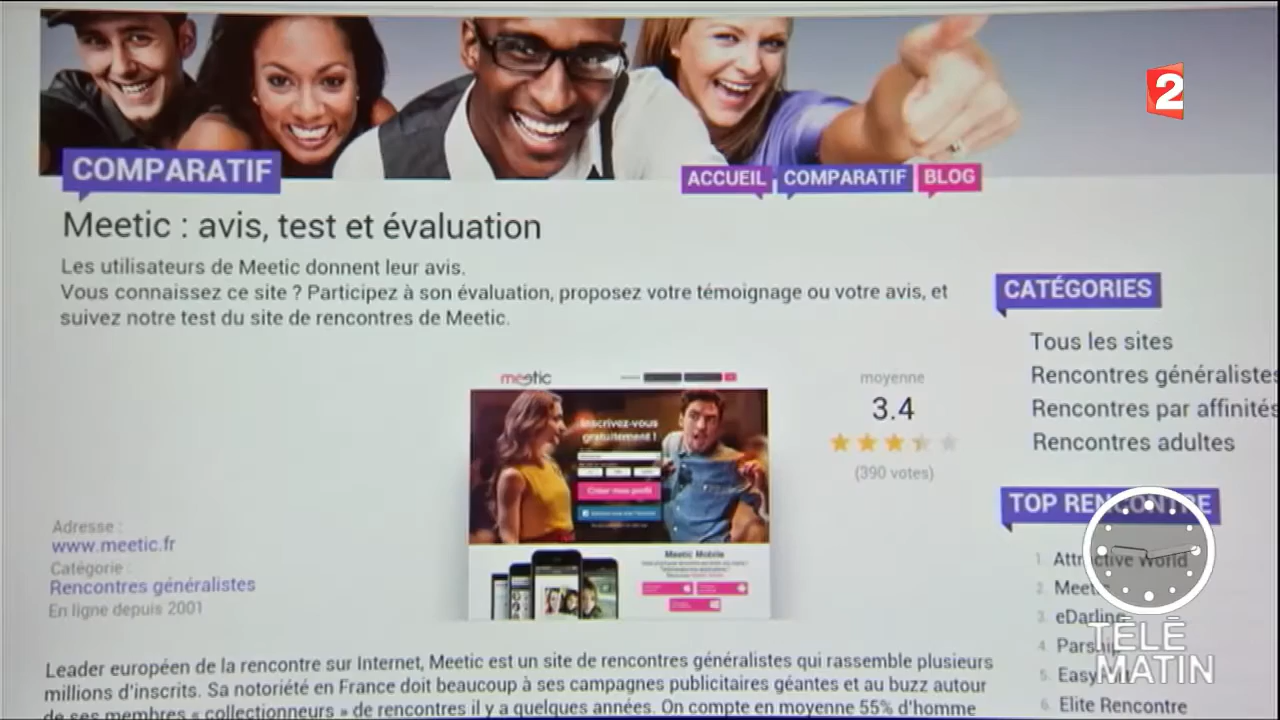 2
COMPARATIF
ACCUEIL
COMPARATIF
BLOG
Meetic : avis, test et évaluation
Les utilisateurs de Meetic donnent leur avis.
Vous connaissez ce site ? Participez à son évaluation, proposez votre témoignage ou votre avis, et
suivez notre test du site de rencontres de Meetic.
CATÉGORIES
Tous les sites
Rencontres généralistes
Rencontres par affinités
Rencontres adultes
meetic
Inscrivez-vous
gratuitement !
Créer mon profil
Meetic Mobile
moyenne
3.4
(390 votes)
Adresse :
www.meetic.fr
Catégorie :
Rencontres généralistes
En ligne depuis 2001
TOP RENCONTRE
1. Attractive World
2. Meetic
3. eDarling
4. Parship
5. Easy
6. Elite Rencontre
TÉLÉ
MATIN
Leader européen de la rencontre sur Internet, Meetic est un site de rencontres généralistes qui rassemble plusieurs
millions d'inscrits. Sa notoriété en France doit beaucoup à ses campagnes publicitaires géantes et au buzz autour
de ses membres « collectionneurs » de rencontres il y a quelques années. On compte en moyenne 55% d'homme